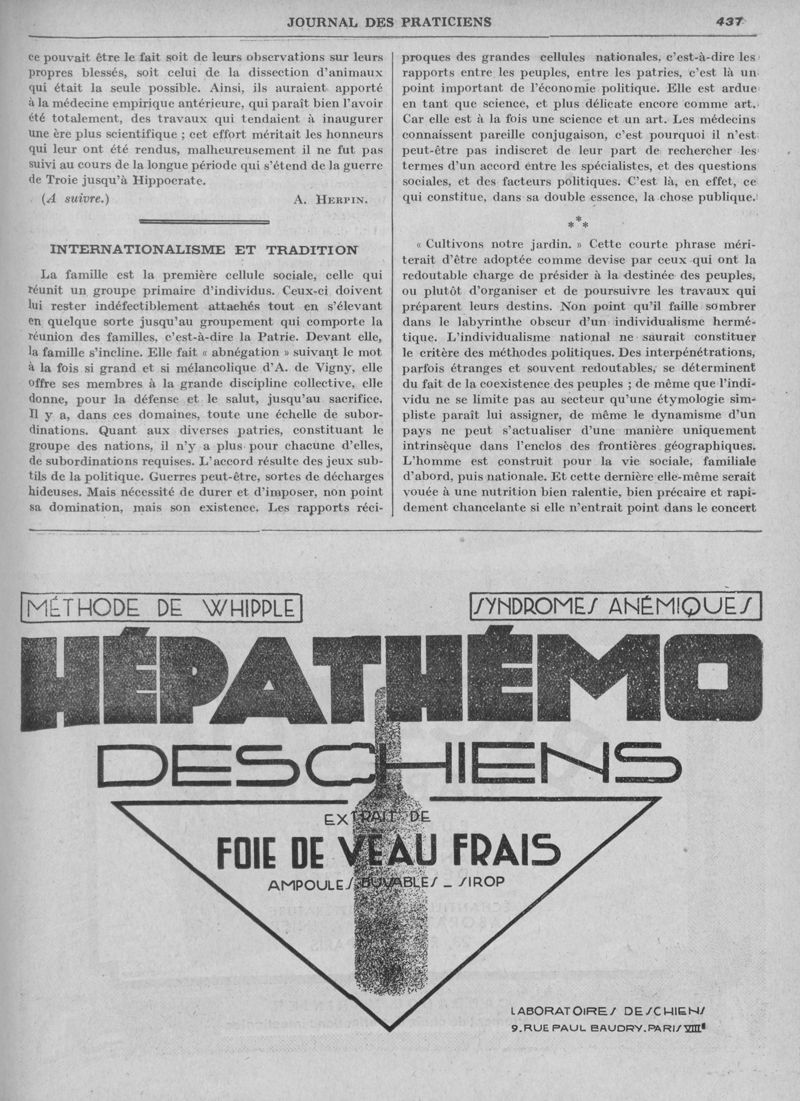 JOURNAL DES PRATICIENS 437
ce pouvait être le fait soit de leurs observations sur leurs
propres blessés, soit celui de la dissection d'animaux
qui était la seule possible. Ainsi, ils auraient apporté
à la médecine empirique antérieure, qui paraît bien l'avoir
été totalement, des travaux qui tendaient à inaugurer
une ère plus scientifique ; cet effort méritait les honneurs
qui leur ont été rendus, malheureusement il ne fut pas
suivi au cours de la longue période qui s'étend de la guerre
de Troie jusqu'à Hippocrate.
(A suivre.) A. HERPIN.
INTERNATIONALISME ET TRADITION
La famille est la première cellule sociale, celle qui
réunit un groupe primaire d'individus. Ceux-ci doivent
lui rester indéfectiblement attachés tout en s'élevant
en quelque sorte jusqu'au groupement qui comporte la
réunion des familles, c'est-à-dire la Patrie. Devant elle,
la famille s'incline. Elle fait « abnégation » suivant le mot
à la fois si grand et si mélancolique d'A. de Vigny, elle
offre ses membres à la grande discipline collective, elle
donne, pour la défense et le salut, jusqu'au sacrifice.
Il y a, dans ces domaines, toute une échelle de subor-
dinations. Quant aux diverses patries, constituant le
groupe des nations, il n'y a plus pour chacune d'elles,
de subordinations requises. L'accord résulte des jeux sub-
tils de la politique. Guerres peut-être, sortes de décharges
hideuses. Mais nécessité de durer et d'imposer, non point
sa domination, mais son existence. Les rapports réci-
proques des grandes cellules nationales, c'est-à-dire les
rapports entre les peuples, entre les patries, c'est là un
point important de l'économie politique. Elle est ardue
en tant que science, et plus délicate encore comme art.
Car elle est à la fois une science et un art. Les médecins
connaissent pareille conjugaison, c'est pourquoi il n'est
peut-être pas indiscret de leur part de rechercher les
termes d'un accord entre les spécialistes, et des questions
sociales, et des facteurs politiques. C'est là, en effet, ce
qui constitue, dans sa double essence, la chose publique.
***
« Cultivons notre jardin. » Cette courte phrase méri-
terait d'être adoptée comme devise par ceux qui ont la
redoutable charge de présider à la destinée des peuples,
ou plutôt d'organiser et de poursuivre les travaux qui
préparent leurs destins. Non point qu'il faille sombrer
dans le labyrinthe obscur d'un individualisme hermé-
tique. L'individualisme national ne saurait constituer
le critère des méthodes politiques. Des interpénétrations,
parfois étranges et souvent redoutables, se déterminent
du fait de la coexistence des peuples ; de même que l'indi-
vidu ne se limite pas au secteur qu'une étymologie sim-
pliste paraît lui assigner, de même le dynamisme d'un
pays ne peut s'actualiser d'une manière uniquement
intrinsèque dans l'enclos des frontières géographiques.
L'homme est construit pour la vie sociale, familiale
d'abord, puis nationale. Et cette dernière elle-même serait
vouée à une nutrition bien ralentie, bien précaire et rapi-
dement chancelante si elle n'entrait point dans le concert
MÉTHODE DE WHIPPLE
SYNDROMES ANÉMIQUES
HÉPATHÉMO
DESCHIENS
EXTRAIT DE
FOIE DE VEAU FRAIS
AMPOULES BUVABLES _ SIROP
LABORATOIRES DESCHIENS
9. RUE PAUL BAUDRY. PARIS VIIIe